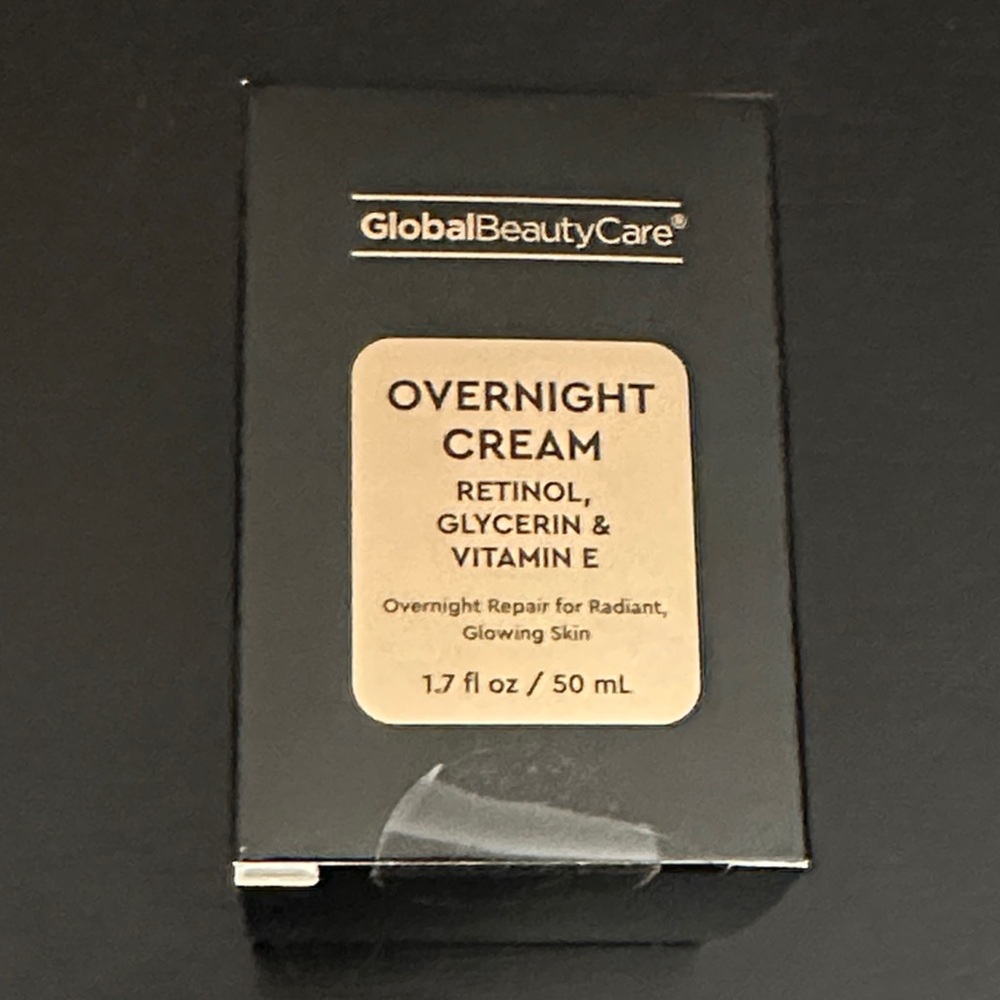 GlobalBeautyCare®
OVERNIGHT
CREAM
RETINOL,
GLYCERIN &
VITAMIN E
Overnight Repair for Radiant,
Glowing Skin
1.7 fl oz / 50 mL